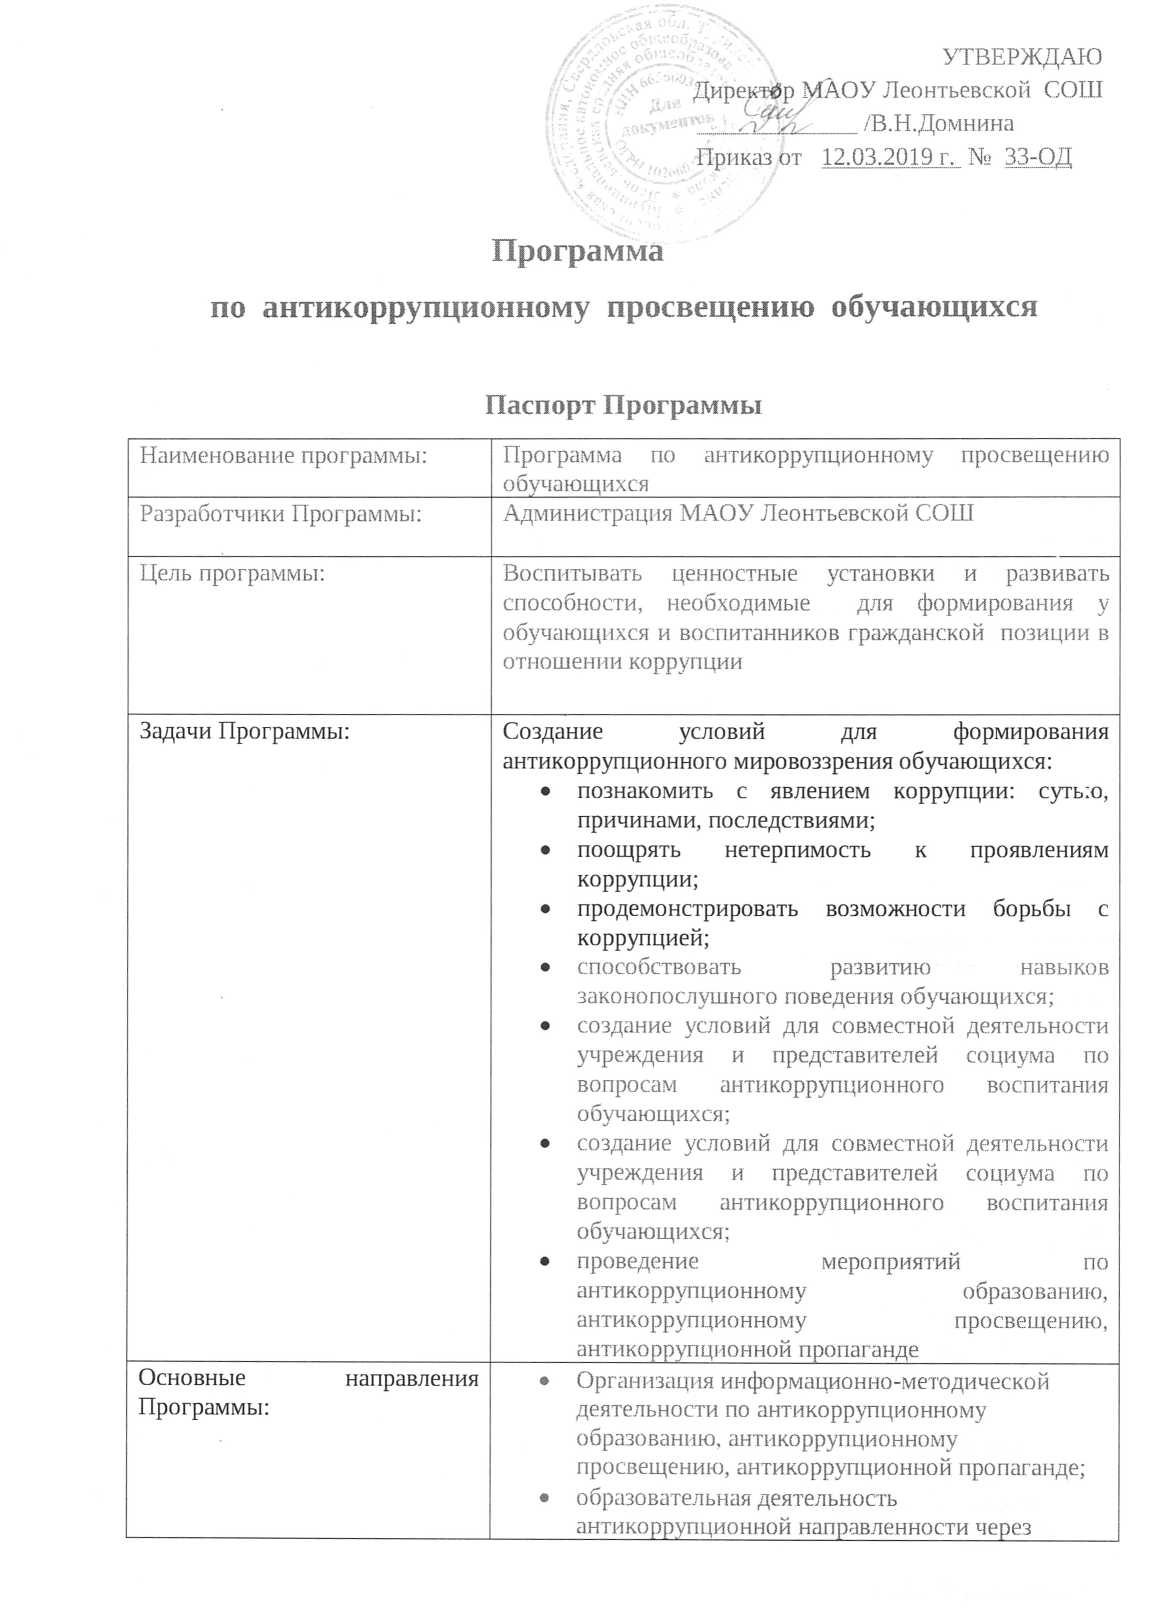 УТВЕРЖДАЮ
Директор МАОУ Леонтьевской СОШ
/В.Н.Домнина
Приказ от 12.03.2019 г. № 33-ОД
Для
документов
Программа
по антикоррупционному просвещению обучающихся
Паспорт Программы
Наименование программы:
Программа по антикоррупционному просвещению
обучающихся
Разработчики Программы:
Администрация МАОУ Леонтьевской СОШ
Цель программы:
Воспитывать ценностные установки и развивать
способности, необходимые для формирования у
обучающихся и воспитанников гражданской позиции в
отношении коррупции
Задачи Программы:
Создание условий для формирования
антикоррупционного мировоззрения обучающихся:
• познакомить с явлением коррупции: сутью,
причинами, последствиями;
• поощрять нетерпимость к проявлениям
коррупции;
• продемонстрировать возможности борьбы с
коррупцией;
• способствовать развитию навыков
законопослушного поведения обучающихся;
• создание условий для совместной деятельности
учреждения и представителей социума по
вопросам антикоррупционного воспитания
обучающихся;
• создание условий для совместной деятельности
учреждения и представителей социума по
вопросам антикоррупционного воспитания
обучающихся;
• проведение мероприятий по
антикоррупционному образованию,
антикоррупционному просвещению,
антикоррупционной пропаганде
Основные направления
Программы:
• Организация информационно-методической
деятельности по антикоррупционному
образованию, антикоррупционному
просвещению, антикоррупционной пропаганде;
• образовательная деятельность
антикоррупционной направленности через